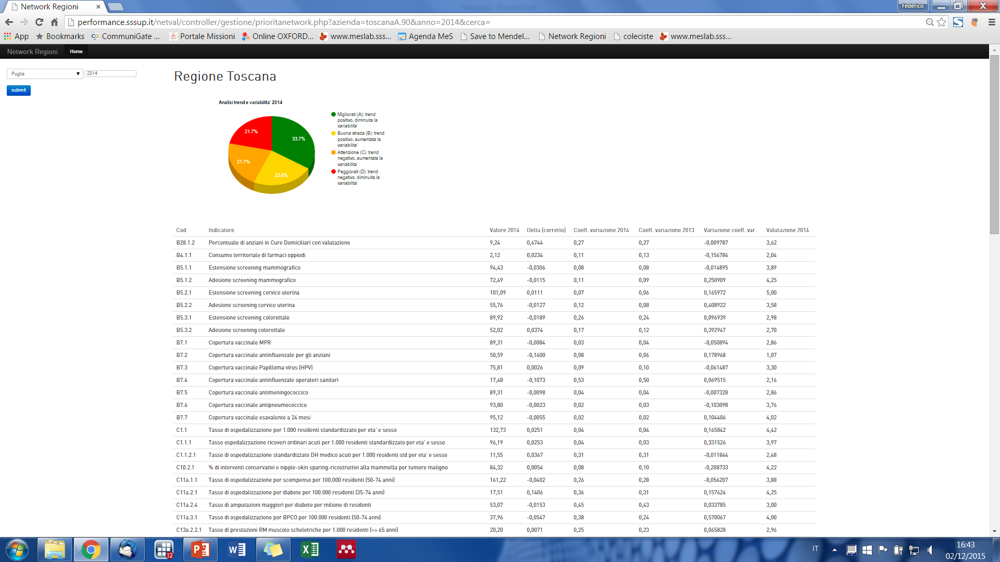 Network Regioni
Federico
performance.sssup.it/netval/controller/gestione/prioritanetwork.php?azienda=toscanaA.90&anno=2014&cerca=
App Bookmarks CommuniGate ... Portale Missioni Online OXFORD... www.meslab.sss... Agenda MeS Save to Mendel... Network Regioni coleciste www.meslab.sss...
Network Regioni Home
Puglia 2014
submit
Regione Toscana
Analisi trend e variabilita' 2014
33.7%
22.9%
21.7%
21.7%
Migliorati (A): trend
positivo, diminuita la
variabilita'
Buona strada (B): trend
positivo, aumentata la
variabilita'
Attenzione (C): trend
negativo, aumentata la
variabilita'
Peggiorati (D): trend
negativo, diminuita la
variabilita'
Cod Indicatore Valore 2014 Delta (corretto) Coeff. variazione 2014 Coeff. variazione 2013 Variazione coeff. var. Valutazione 2014
B28.1.2 Percentuale di anziani in Cure Domiciliari con valutazione 9,24 0,4744 0,27 0,27 -0,009787 3,62
B4.1.1 Consumo territoriale di farmaci oppiodi 2,12 0,0234 0,11 0,13 -0,156786 2,04
B5.1.1 Estensione screening mammografico 94,43 -0,0306 0,08 0,08 -0,014895 3,89
B5.1.2 Adesione screening mammografico 72,49 -0,0115 0,11 0,09 0,250909 4,25
B5.2.1 Estensione screening cervice uterina 101,09 0,0111 0,07 0,06 0,165972 5,00
B5.2.2 Adesione screening cervice uterina 55,76 -0,0127 0,12 0,08 0,408922 3,58
B5.3.1 Estensione screening colorettale 89,92 -0,0189 0,26 0,24 0,096939 2,98
B5.3.2 Adesione screening colorettale 52,02 0,0374 0,17 0,12 0,392947 2,70
B7.1 Copertura vaccinale MPR 89,31 -0,0084 0,03 0,04 -0,050894 2,86
B7.2 Copertura vaccinale antinfluenzale per gli anziani 50,59 -0,1600 0,08 0,06 0,178968 1,07
B7.3 Copertura vaccinale Papilloma virus (HPV) 75,81 0,0026 0,09 0,10 -0,061487 3,30
B7.4 Copertura vaccinale antinfluenzale operatori sanitari 17,48 -0,1073 0,53 0,50 0,069515 2,16
B7.5 Copertura vaccinale antimeningococcico 89,31 -0,0098 0,04 0,04 -0,007328 2,86
B7.6 Copertura vaccinale antipneumococcico 93,80 -0,0023 0,02 0,03 -0,103098 3,76
B7.7 Copertura vaccinale esavalente a 24 mesi 95,12 -0,0055 0,02 0,02 0,104406 4,02
C1.1 Tasso di ospedalizzazione per 1.000 residenti standardizzato per eta' e sesso 132,73 0,0251 0,04 0,04 0,165842 4,42
C1.1.1 Tasso ospedalizzazione ricoveri ordinari acuti per 1.000 residenti standardizzato per eta' e sesso 96,19 0,0253 0,04 0,03 0,331526 3,97
C1.1.2.1 Tasso di ospedalizzazione standardizzato DH medico acuti per 1.000 residenti std per eta' e sesso 11,55 0,0367 0,31 0,31 -0,011844 2,48
C10.2.1 % di interventi conservativi e nipple-skin sparing-ricostruttivi alla mammella per tumore maligno 84,32 0,0054 0,08 0,10 -0,208733 4,22
C11a.1.1 Tasso di ospedalizzazione per scompenso per 100.000 residenti (50-74 anni) 161,22 -0,0402 0,26 0,28 -0,056207 3,88
C11a.2.1 Tasso di ospedalizzazione per diabete per 100.000 residenti (35-74 anni) 17,51 0,1406 0,36 0,31 0,157624 4,25
C11a.2.4 Tasso di amputazioni maggiori per diabete per milione di residenti 53,07 -0,0153 0,45 0,43 0,033785 3,00
C11a.3.1 Tasso di ospedalizzazione per BPCO per 100.000 residenti (50-74 anni) 37,96 -0,0547 0,38 0,24 0,570067 4,00
C13a.2.2.1 Tasso di prestazioni RM muscolo scheletriche per 1.000 residenti (>= 65 anni) 20,20 0,0071 0,25 0,23 0,065828 2,96
12
IT
16:43
02/12/2015